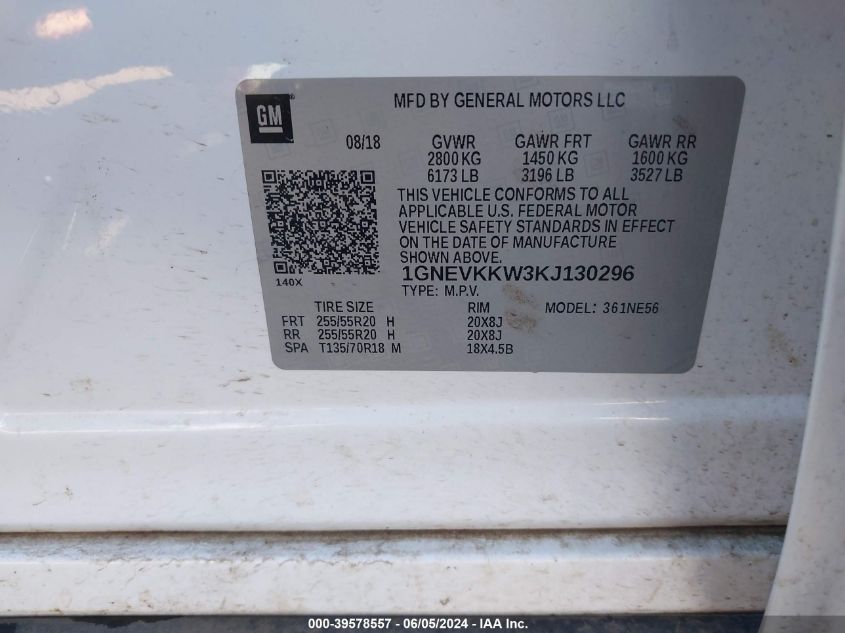 GM
MFD BY GENERAL MOTORS LLC
08/18 GVWR GAWR FRT GAWR RR
2800 KG 1450 KG 1600 KG
6173 LB 3196 LB 3527 LB
THIS VEHICLE CONFORMS TO ALL
APPLICABLE U.S. FEDERAL MOTOR
VEHICLE SAFETY STANDARDS IN EFFECT
ON THE DATE OF MANUFACTURE
SHOWN ABOVE.
140X
1GNEVKKW3KJ130296
TYPE: M.P.V.
TIRE SIZE RIM MODEL: 361NE56
FRT 255/55R20 H 20X8J
RR 255/55R20 H 20X8J
SPA T135/70R18 M 18X4.5B
000-39578557 - 06/05/2024 - IAA Inc.